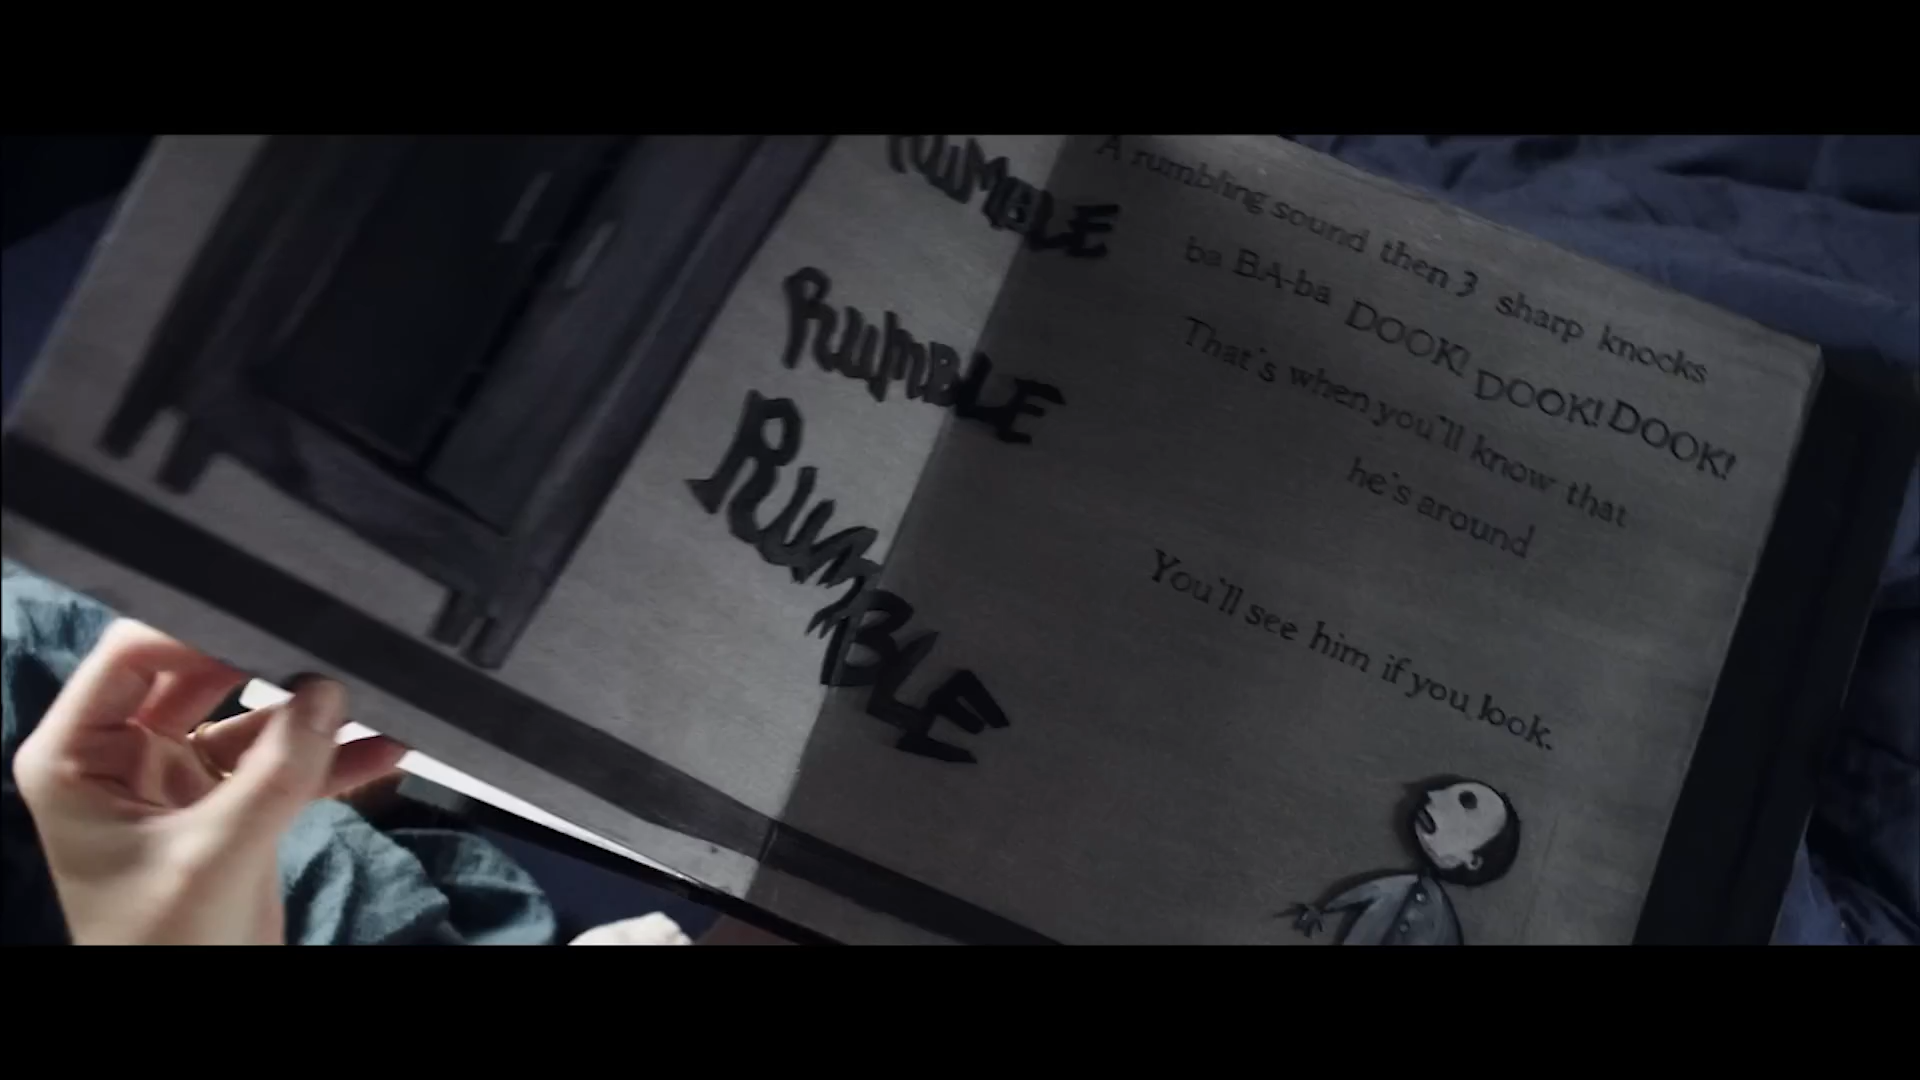 RUMBLE
RUMBLE
RUMBLE
A rumbling sound then 3 sharp knocks
ba BA-ba DOOK! DOOK! DOOK!
That's when you'll know that
he's around
You'll see him if you look.